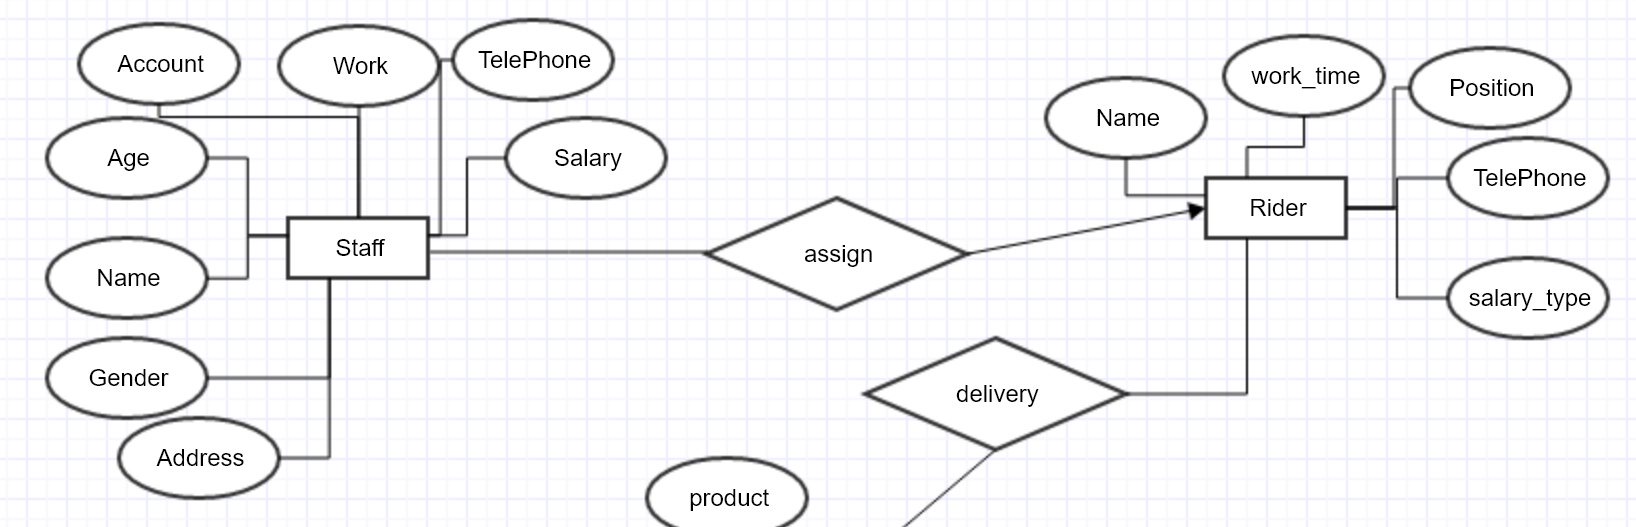 Account
Work
TelePhone
Age
Salary
Staff
Name
Gender
Address
assign
Name
work_time
Position
TelePhone
Rider
salary_type
delivery
product